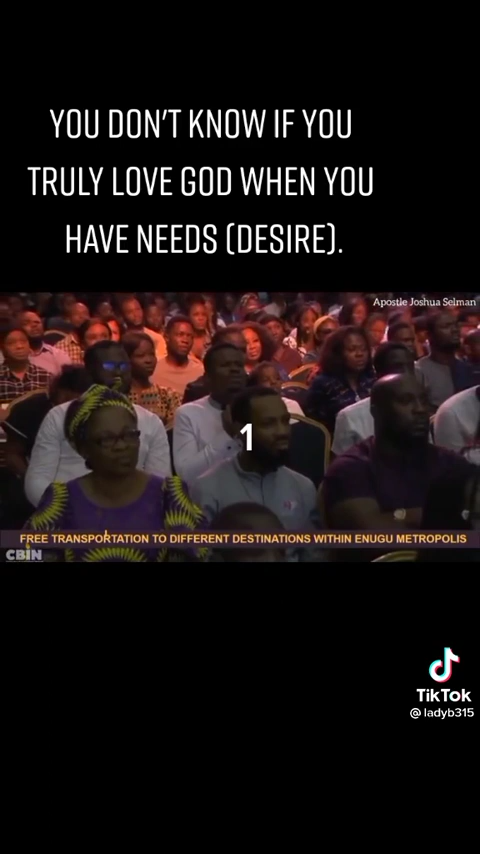 YOU DON'T KNOW IF YOU
TRULY LOVE GOD WHEN YOU
HAVE NEEDS (DESIRE).
Apostle Joshua Selman
1
FREE TRANSPORTATION TO DIFFERENT DESTINATIONS WITHIN ENUGU METROPOLIS
CBIN
TikTok
@ladyb315